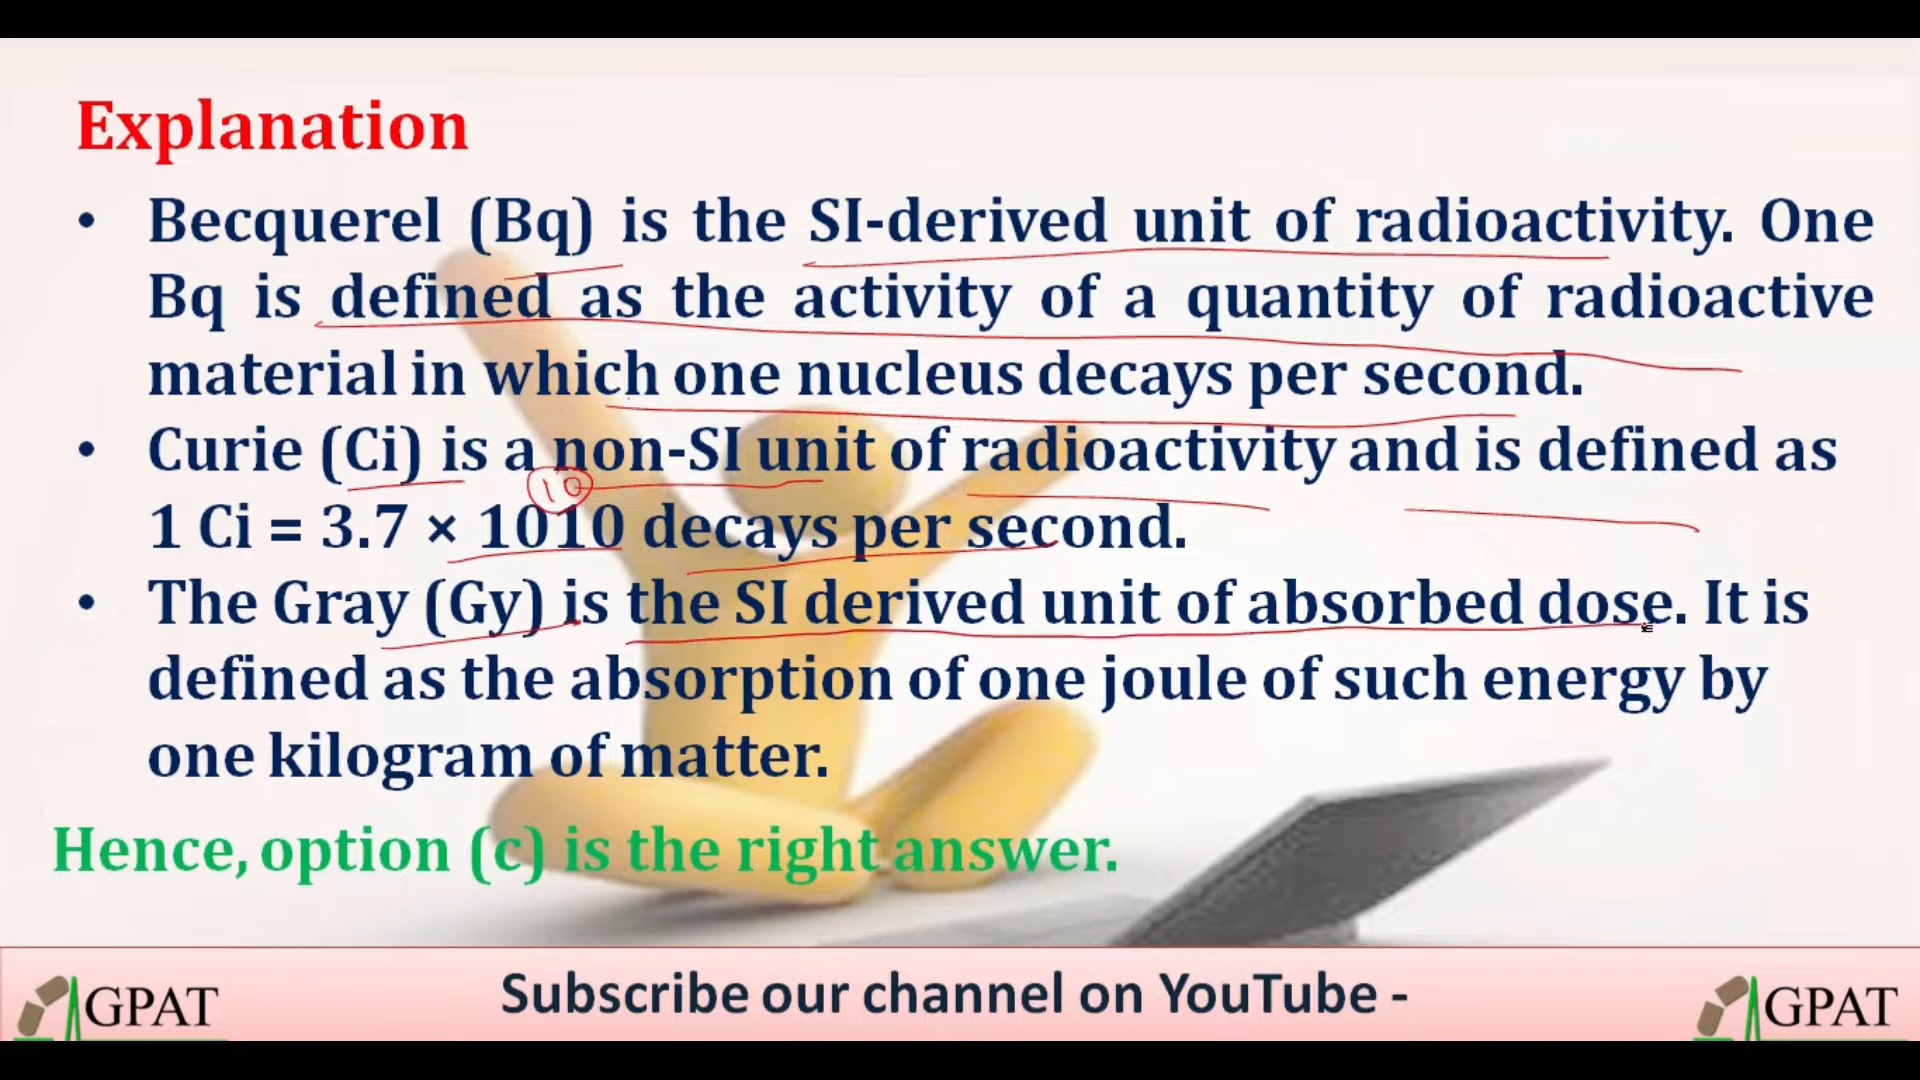 Explanation
• Becquerel (Bq) is the SI-derived unit of radioactivity. One
Bq is defined as the activity of a quantity of radioactive
material in which one nucleus decays per second.
• Curie (Ci) is a non-SI unit of radioactivity and is defined as
10
1 Ci = 3.7 × 1010 decays per second.
• The Gray (Gy) is the SI derived unit of absorbed dose. It is
defined as the absorption of one joule of such energy by
one kilogram of matter.
Hence, option (c) is the right answer.
GPAT
Subscribe our channel on YouTube -
GPAT